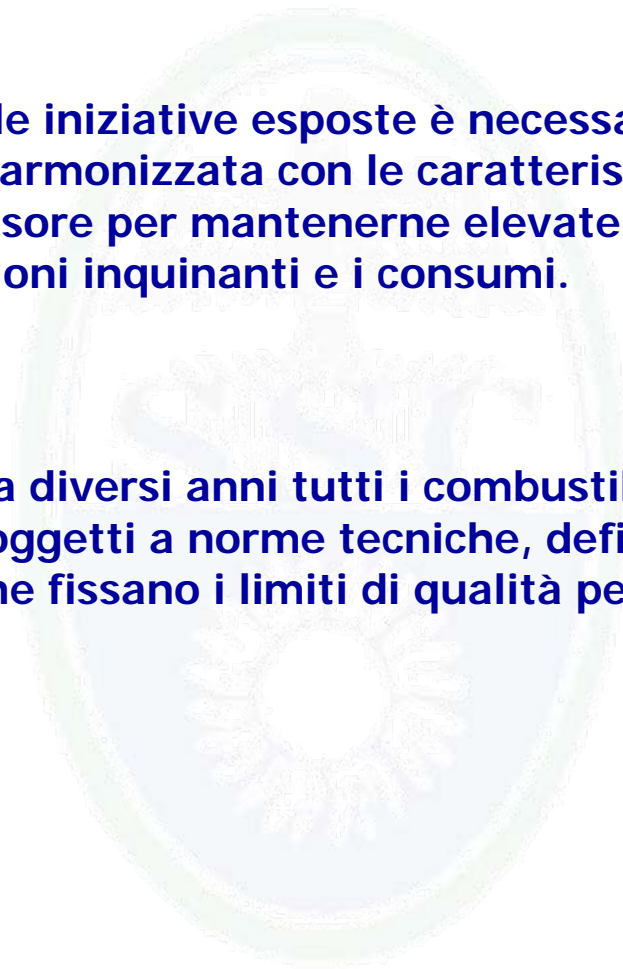 le iniziative esposte è necessa
armonizzata con le caratteris
sore per mantenerne elevate
oni inquinanti e i consumi.
SSC
a diversi anni tutti i combustil
oggetti a norme tecniche, defi
ne fissano i limiti di qualità pe